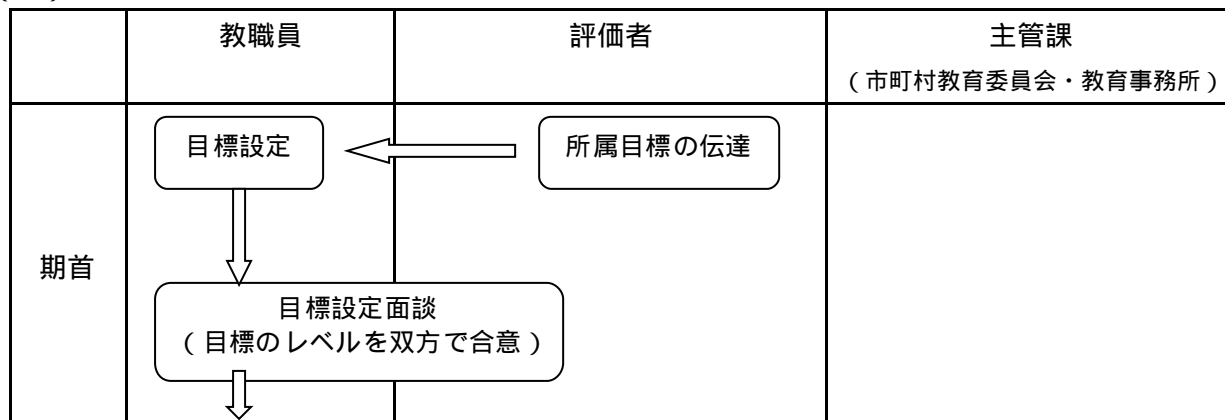 教職員
評価者
主管課
(市町村教育委員会・教育事務所)
目標設定
所属目標の伝達
期首
目標設定面談
(目標のレベルを双方で合意)